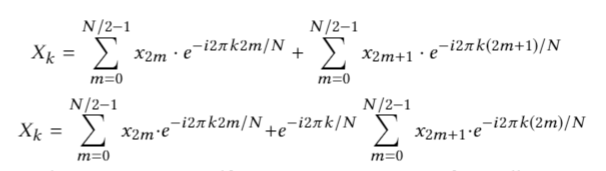 X_k = \sum_{m=0}^{N/2-1} x_{2m} \cdot e^{-i2\pi k2m/N} + \sum_{m=0}^{N/2-1} x_{2m+1} \cdot e^{-i2\pi k(2m+1)/N}
X_k = \sum_{m=0}^{N/2-1} x_{2m} \cdot e^{-i2\pi k2m/N} + e^{-i2\pi k/N} \sum_{m=0}^{N/2-1} x_{2m+1} \cdot e^{-i2\pi k(2m)/N}